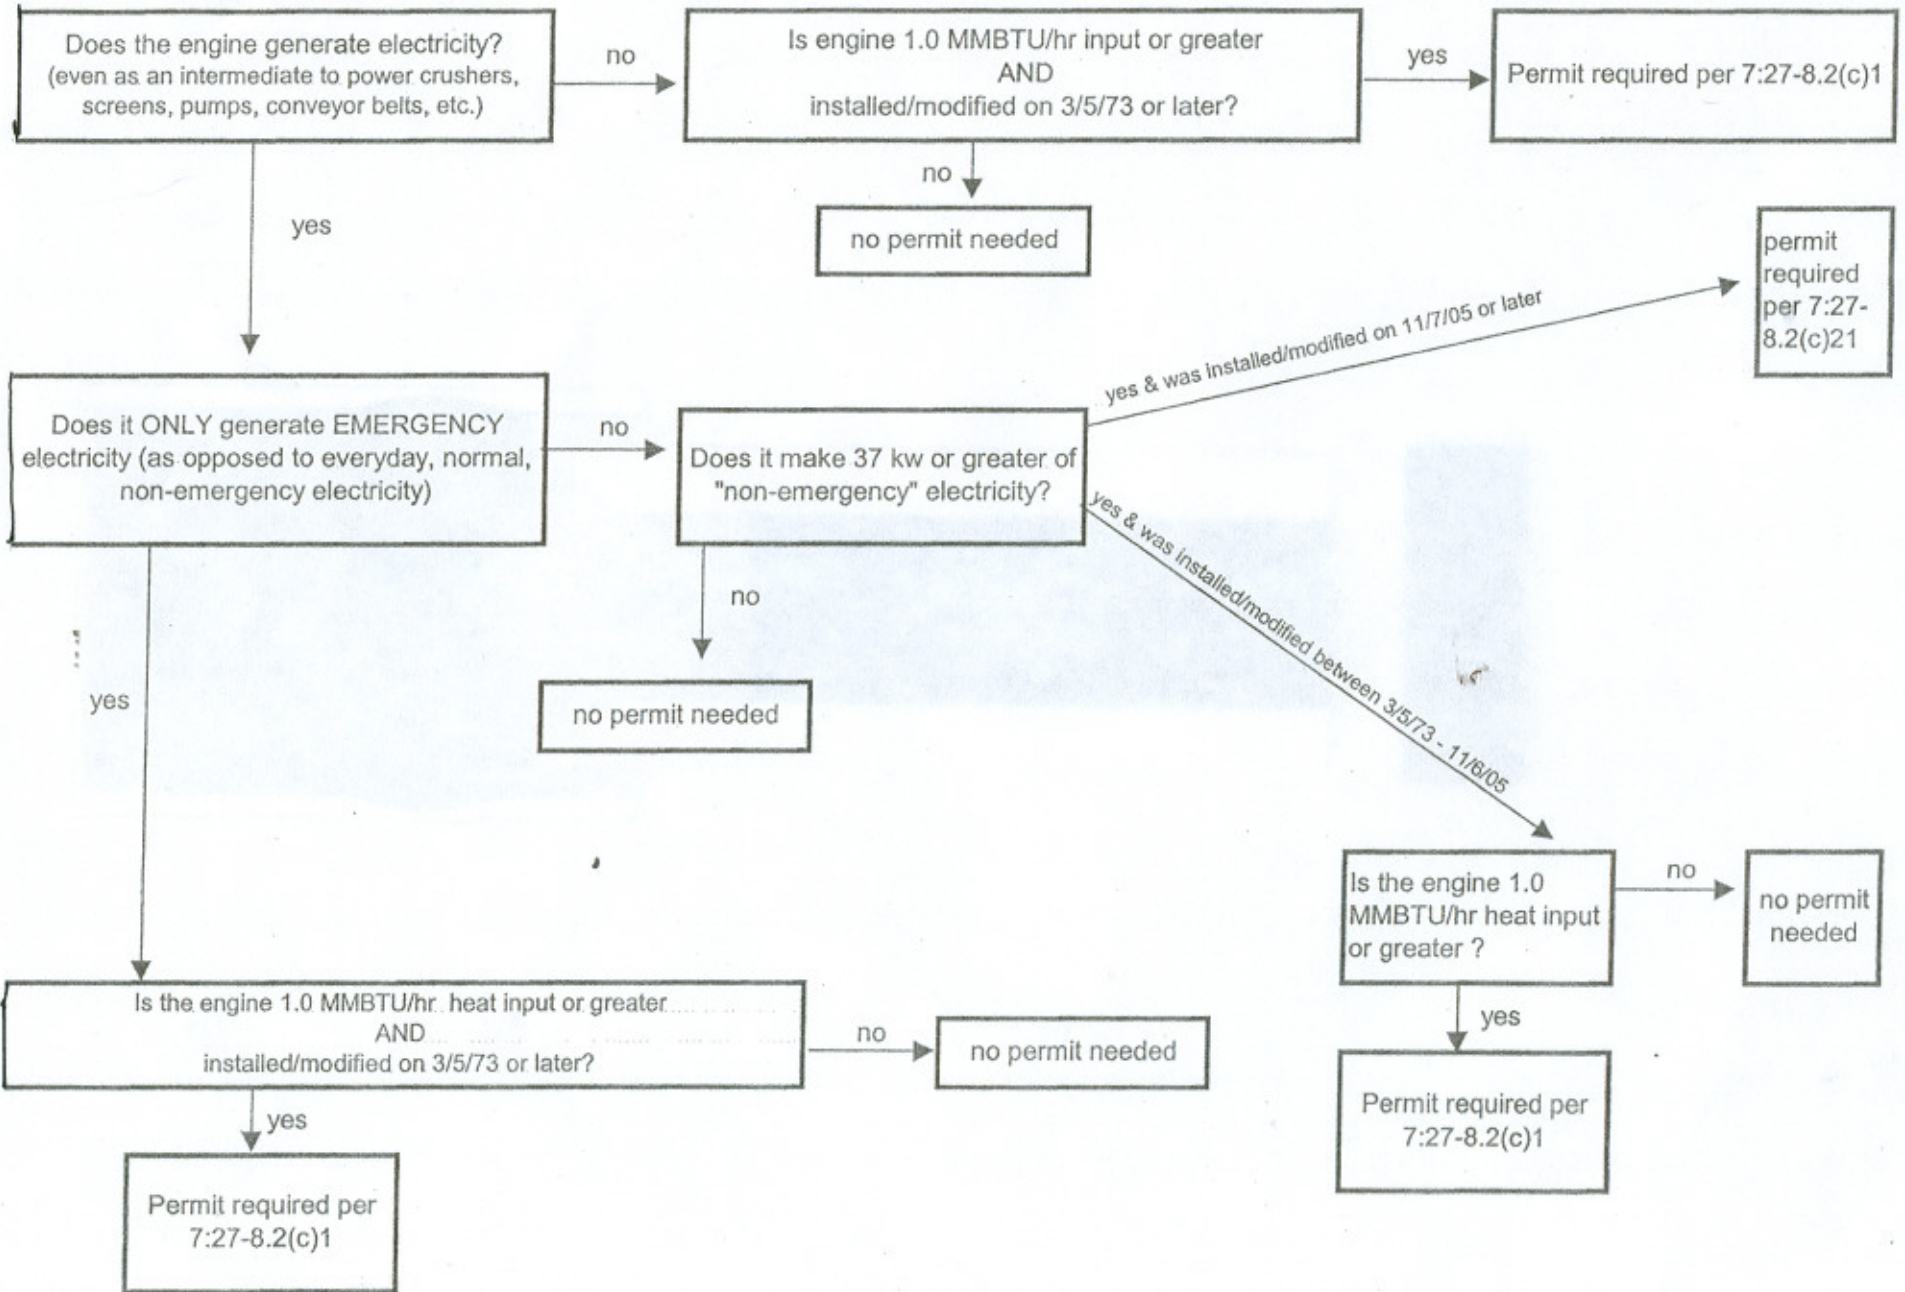 Does the engine generate electricity?
(even as an intermediate to power crushers,
screens, pumps, conveyor belts, etc.)
no
Is engine 1.0 MMBTU/hr input or greater
AND
installed/modified on 3/5/73 or later?
yes
Permit required per 7:27-8.2(c)1
no
no permit needed
yes
permit
required
per 7:27-
8.2(c)21
yes & was installed/modified on 11/7/05 or later
Does it ONLY generate EMERGENCY
electricity (as opposed to everyday, normal,
non-emergency electricity)
no
Does it make 37 kw or greater of
"non-emergency" electricity?
yes & was installed/modified between 3/5/73 - 11/6/05
no
no permit needed
yes
Is the engine 1.0
MMBTU/hr heat input
or greater ?
no
no permit
needed
yes
Permit required per
7:27-8.2(c)1
Is the engine 1.0 MMBTU/hr heat input or greater
AND
installed/modified on 3/5/73 or later?
no
no permit needed
yes
Permit required per
7:27-8.2(c)1